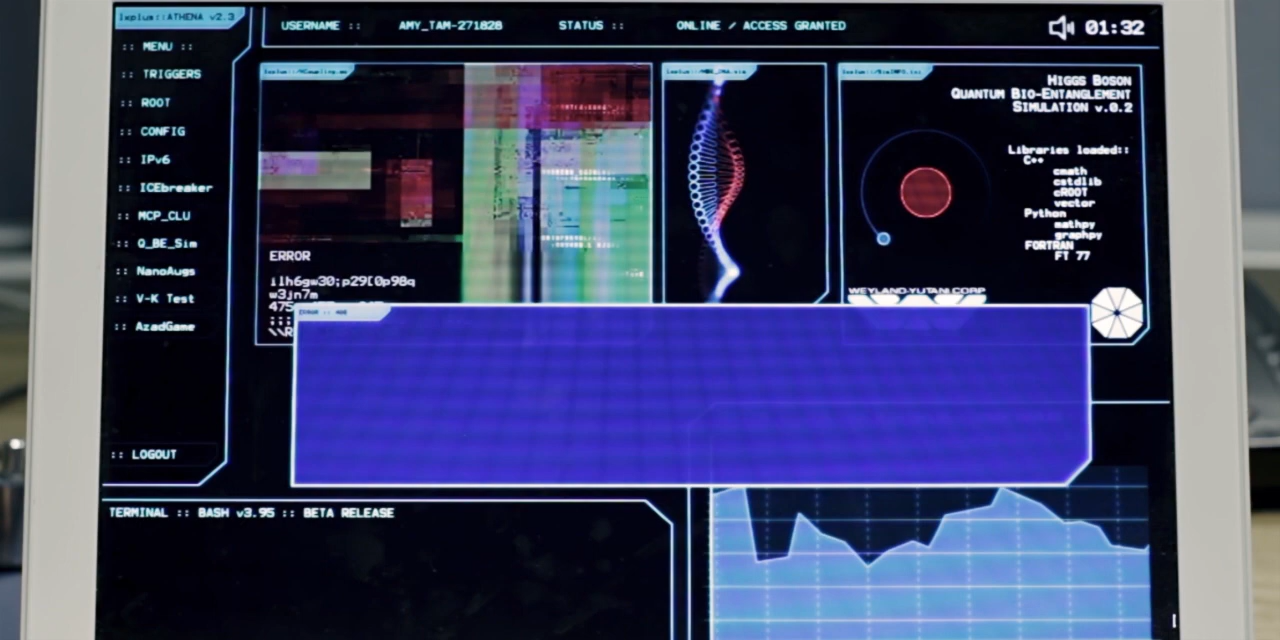 lxplus::ATHENA v2.3
USERNAME :: AMY_TAM-271828 STATUS :: ONLINE / ACCESS GRANTED
01:32
:: MENU ::
:: TRIGGERS
:: ROOT
:: CONFIG
:: IPv6
:: ICEbreaker
:: MCP_CLU
:: Q_BE_Sim
:: NanoAugs
:: V-K Test
:: AzadGame
:: LOGOUT
ERROR
ilh6gw30;p29[0p98q
w3jn7m
HIGGS BOSON
QUANTUM BIO-ENTANGLEMENT
SIMULATION v.0.2
Libraries loaded::
C++
cmath
cstdlib
cROOT
vector
Python
mathpy
graphpy
FORTRAN
FT 77
WEYLAND-YUTANI CORP
TERMINAL :: BASH v3.95 :: BETA RELEASE